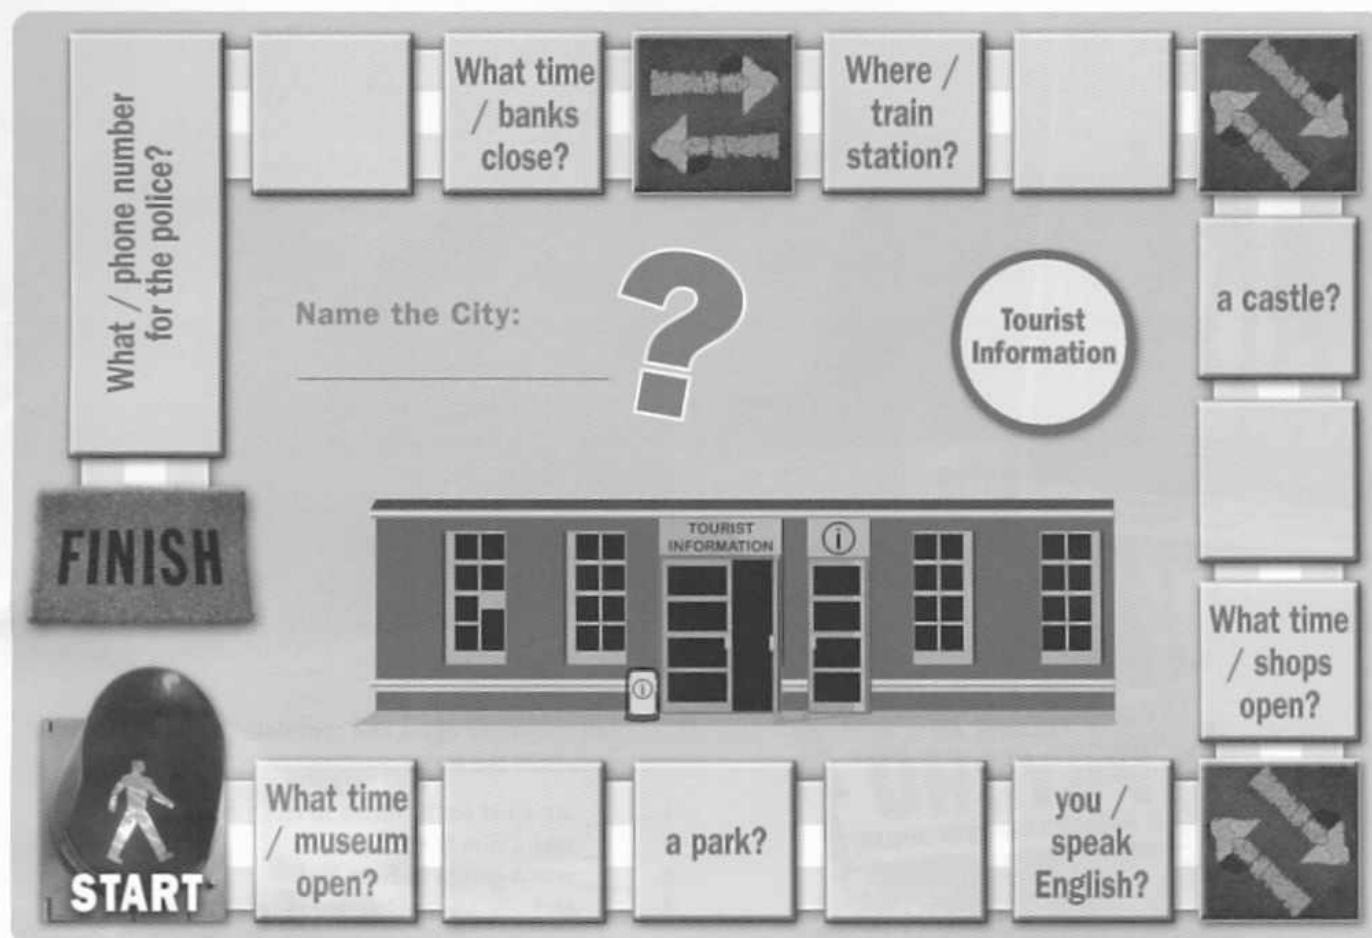 What / phone number
for the police?
What time
/ banks
close?
Where /
train
station?
a castle?
What time
/ shops
open?
you /
speak
English?
a park?
What time
/ museum
open?
START
FINISH
Name the City:
?
Tourist
Information
TOURIST
INFORMATION
i
i